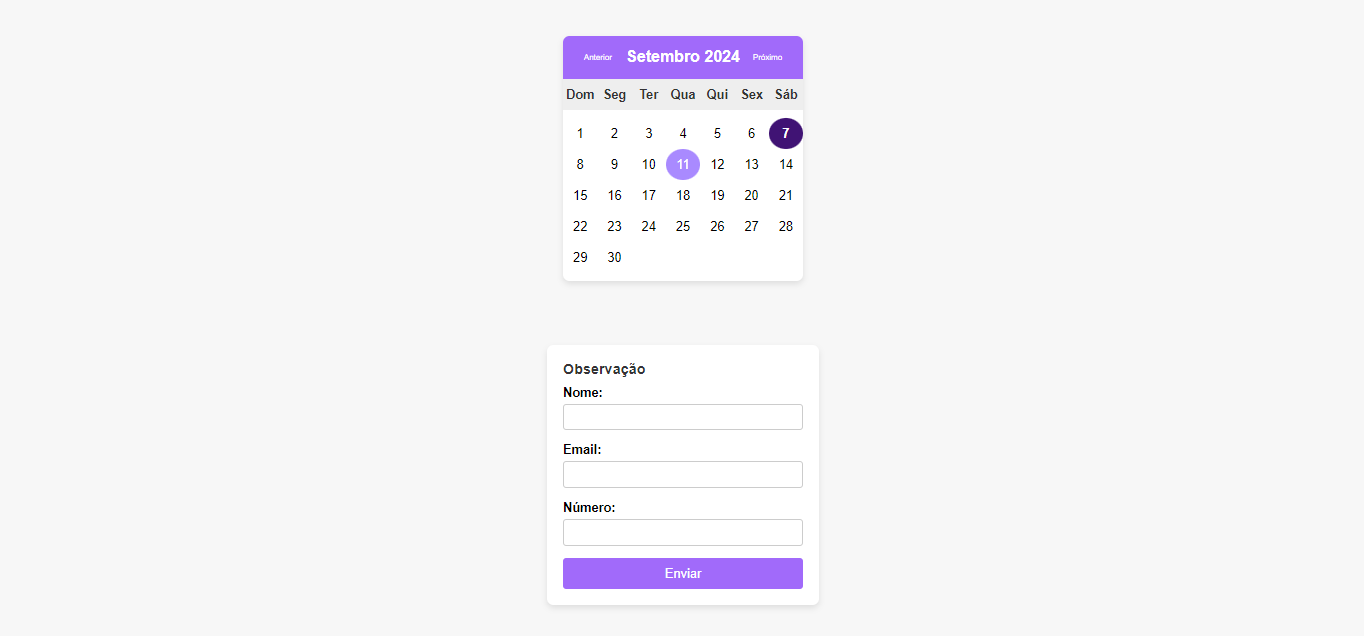 Anterior Setembro 2024 Próximo
Dom Seg Ter Qua Qui Sex Sáb
1 2 3 4 5 6 7
8 9 10 11 12 13 14
15 16 17 18 19 20 21
22 23 24 25 26 27 28
29 30
Observação
Nome:
Email:
Número:
Enviar